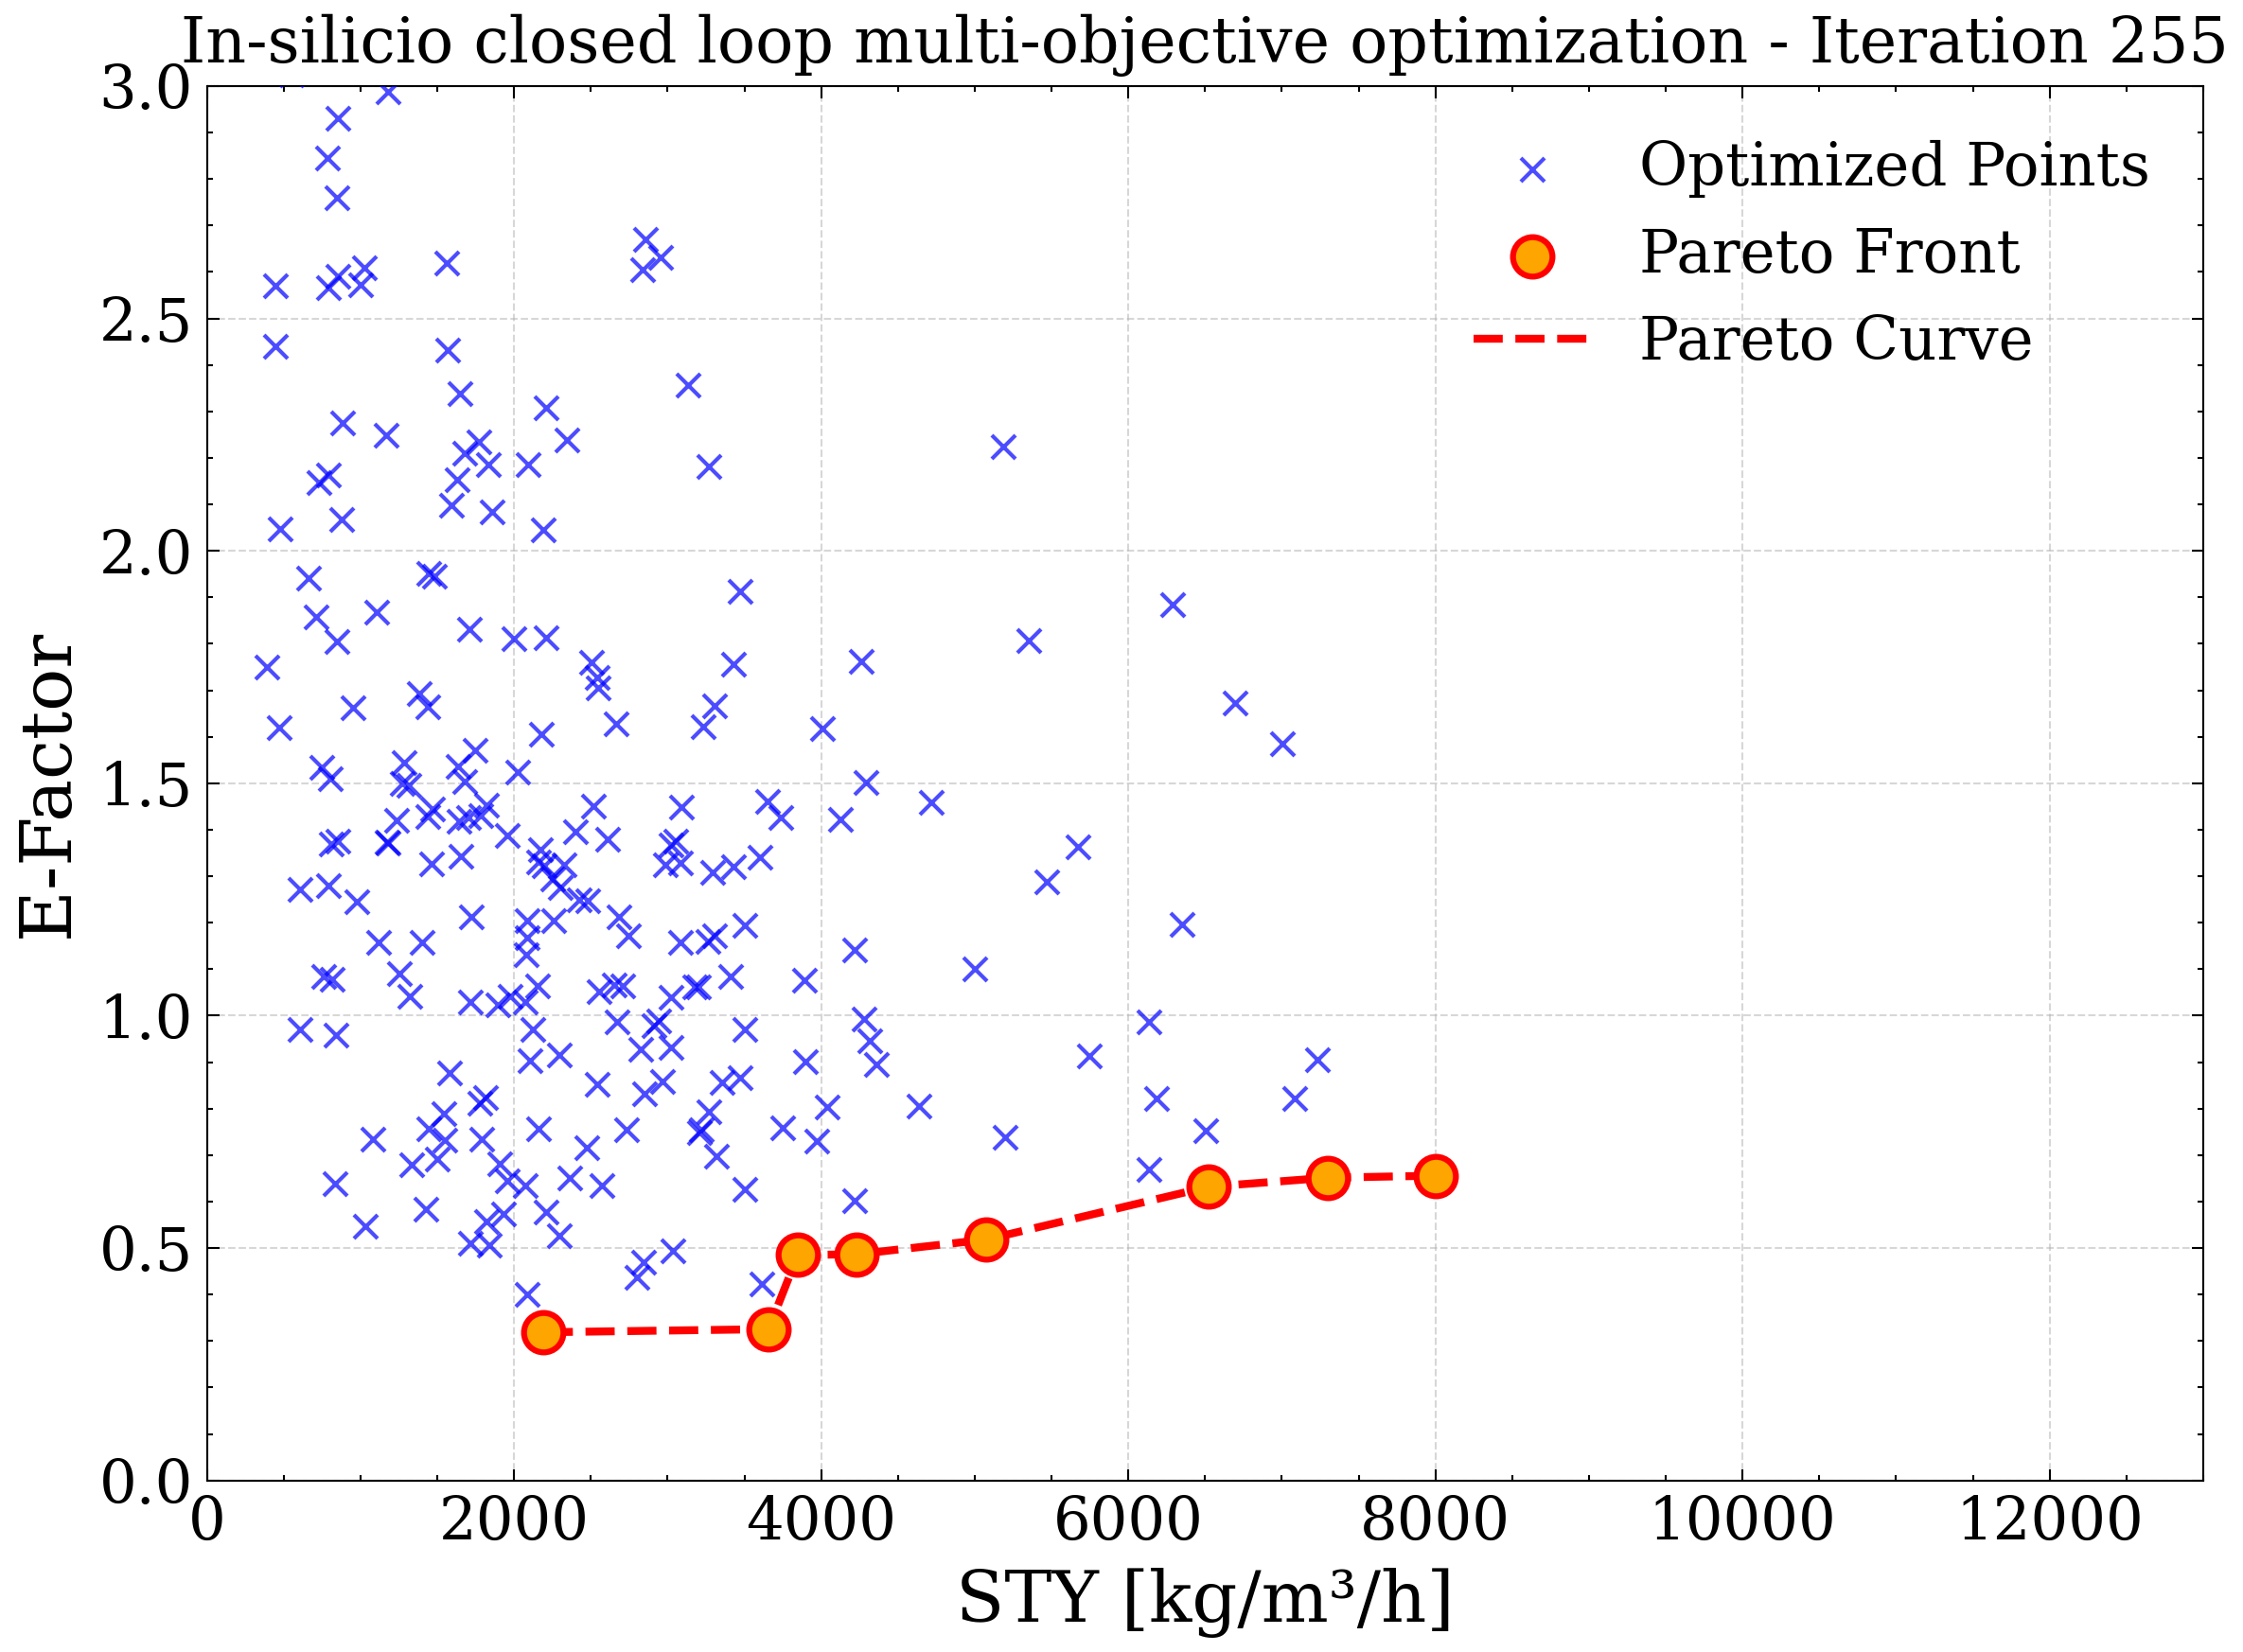 In-silicio closed loop multi-objective optimization - Iteration 255
3.0
2.5
2.0
1.5
1.0
0.5
0.0
E-Factor
Optimized Points
Pareto Front
Pareto Curve
0 2000 4000 6000 8000 10000 12000
STY [kg/m³/h]